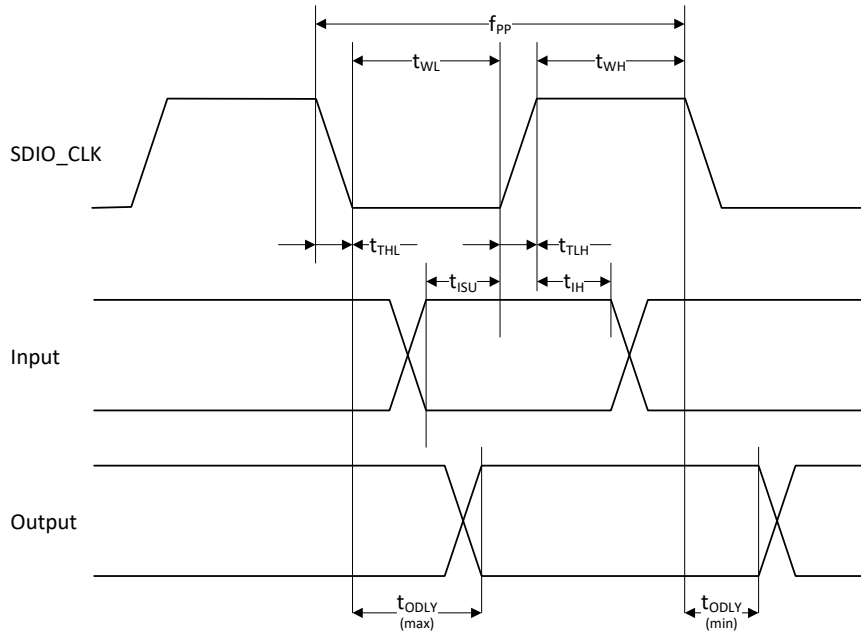 fPP
tWL
tWH
SDIO_CLK
tTHL
tTLH
tISU
tIH
Input
Output
tODLY
(max)
tODLY
(min)